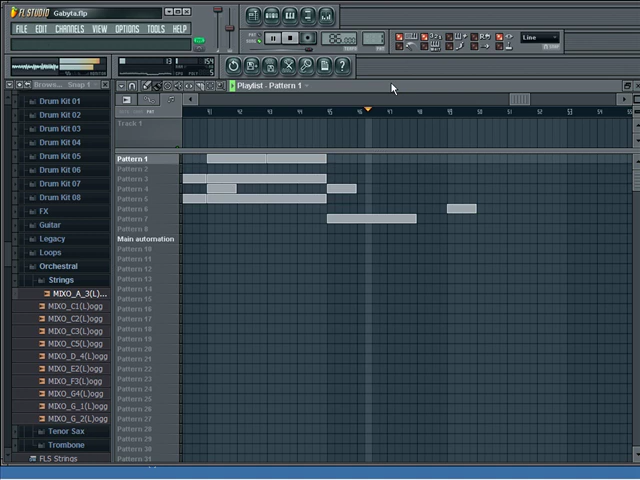 FL STUDIO Gabyta.flp
FILE EDIT CHANNELS VIEW OPTIONS TOOLS HELP
Line
Playlist - Pattern 1
Browse... Snap 1
Drum Kit 01
Drum Kit 02
Drum Kit 03
Drum Kit 04
Drum Kit 05
Drum Kit 06
Drum Kit 07
Drum Kit 08
FX
Guitar
Legacy
Loops
Orchestral
Strings
MIXO_A_3(L)...
MIXO_C1(L)ogg
MIXO_C2(L)ogg
MIXO_C3(L)ogg
MIXO_C5(L)ogg
MIXO_D_4(L)ogg
MIXO_E2(L)ogg
MIXO_F3(L)ogg
MIXO_G4(L)ogg
MIXO_G_1(L)ogg
MIXO_G_2(L)ogg
Tenor Sax
Trombone
FLS Strings
Track 1
Pattern 1
Pattern 2
Pattern 3
Pattern 4
Pattern 5
Pattern 6
Pattern 7
Pattern 8
Main automation
Pattern 10
Pattern 11
Pattern 12
Pattern 13
Pattern 14
Pattern 15
Pattern 16
Pattern 17
Pattern 18
Pattern 19
Pattern 20
Pattern 21
Pattern 22
Pattern 23
Pattern 24
Pattern 25
Pattern 26
Pattern 27
Pattern 28
Pattern 29
Pattern 30
Pattern 31